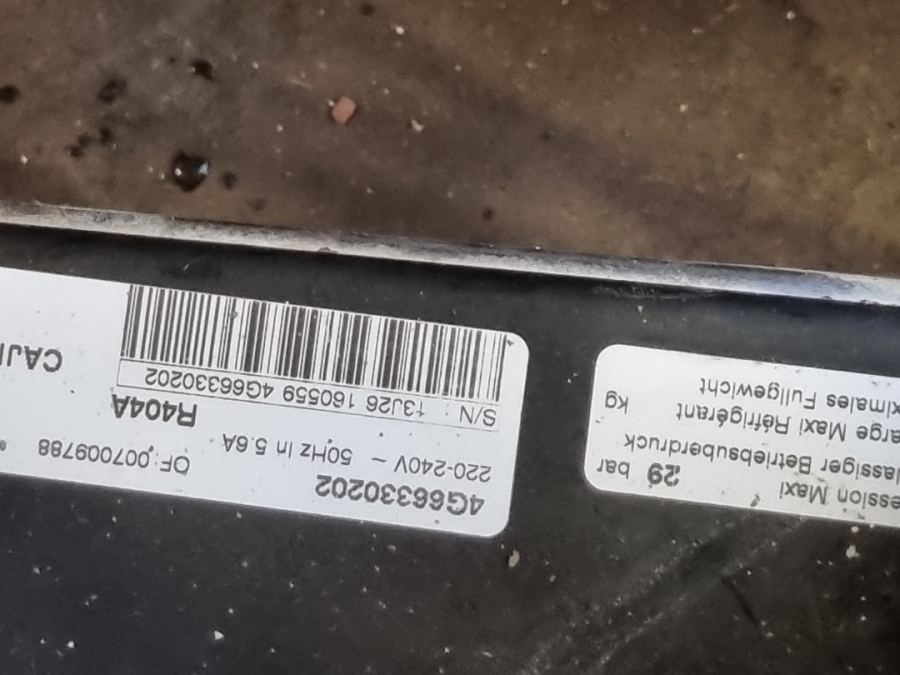 ession Maxi
lassiger Betriebsuberdruck
29 bar
arge Maxi Réfrigérant
ximales Fullgewicht
kg
4G66330202
220-240V ~ 50Hz In 5.6A
OF:007009788
R404A
S/N : 13J26 160559 4G66330202
CAJ